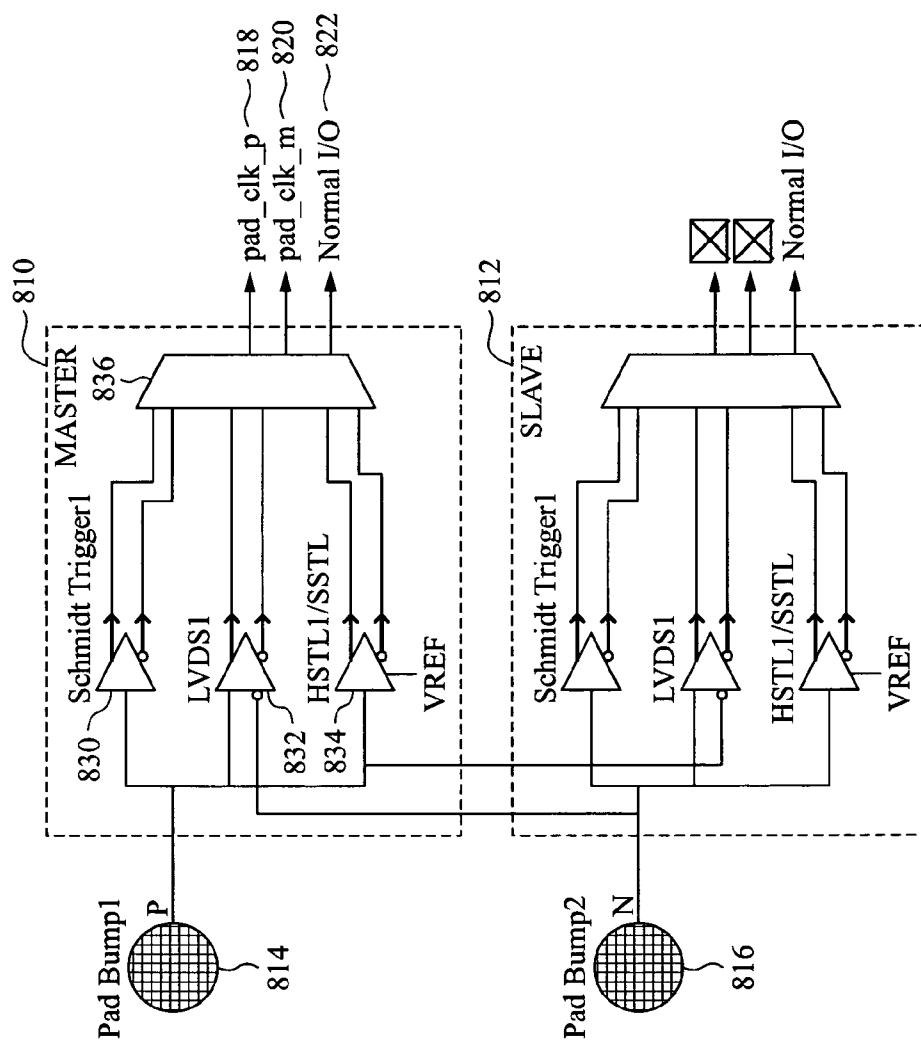 810
MASTER
836
Schmidt Trigger1
830
LVDS1
832
HSTL1/SSTL
834
VREF
pad_clk_p
818
pad_clk_m
820
Normal I/O
822
Pad Bump1
P
814
812
SLAVE
Schmidt Trigger1
LVDS1
HSTL1/SSTL
VREF
Normal I/O
Pad Bump2
N
816